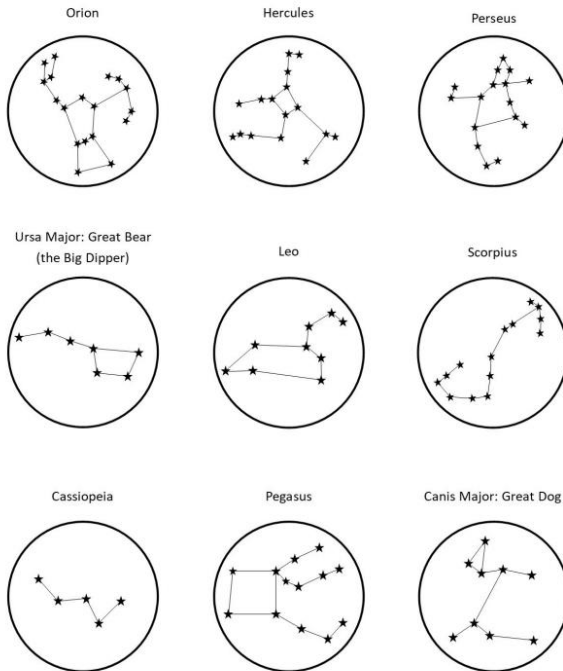 Orion
Hercules
Perseus
Ursa Major: Great Bear
(the Big Dipper)
Leo
Scorpius
Cassiopeia
Pegasus
Canis Major: Great Dog